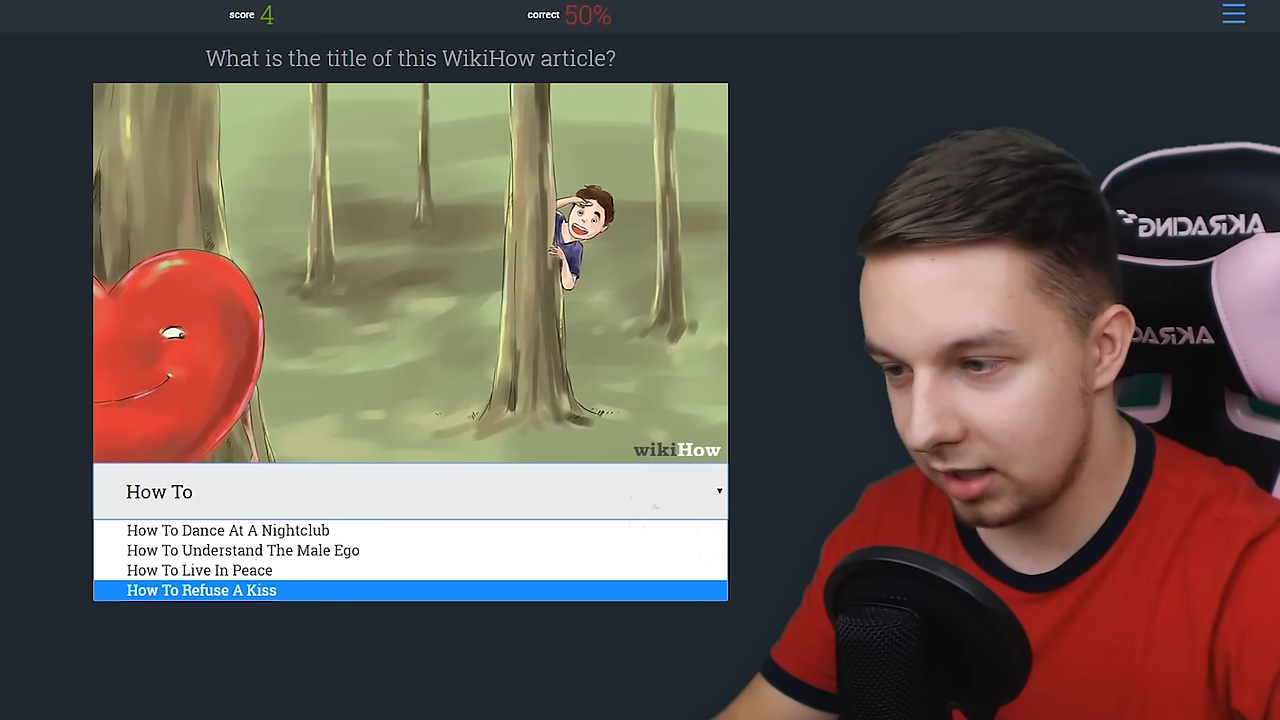 score 4 correct 50%
What is the title of this WikiHow article?
wikiHow
How To
How To Dance At A Nightclub
How To Understand The Male Ego
How To Live In Peace
How To Refuse A Kiss
AKRACING
AKRACING